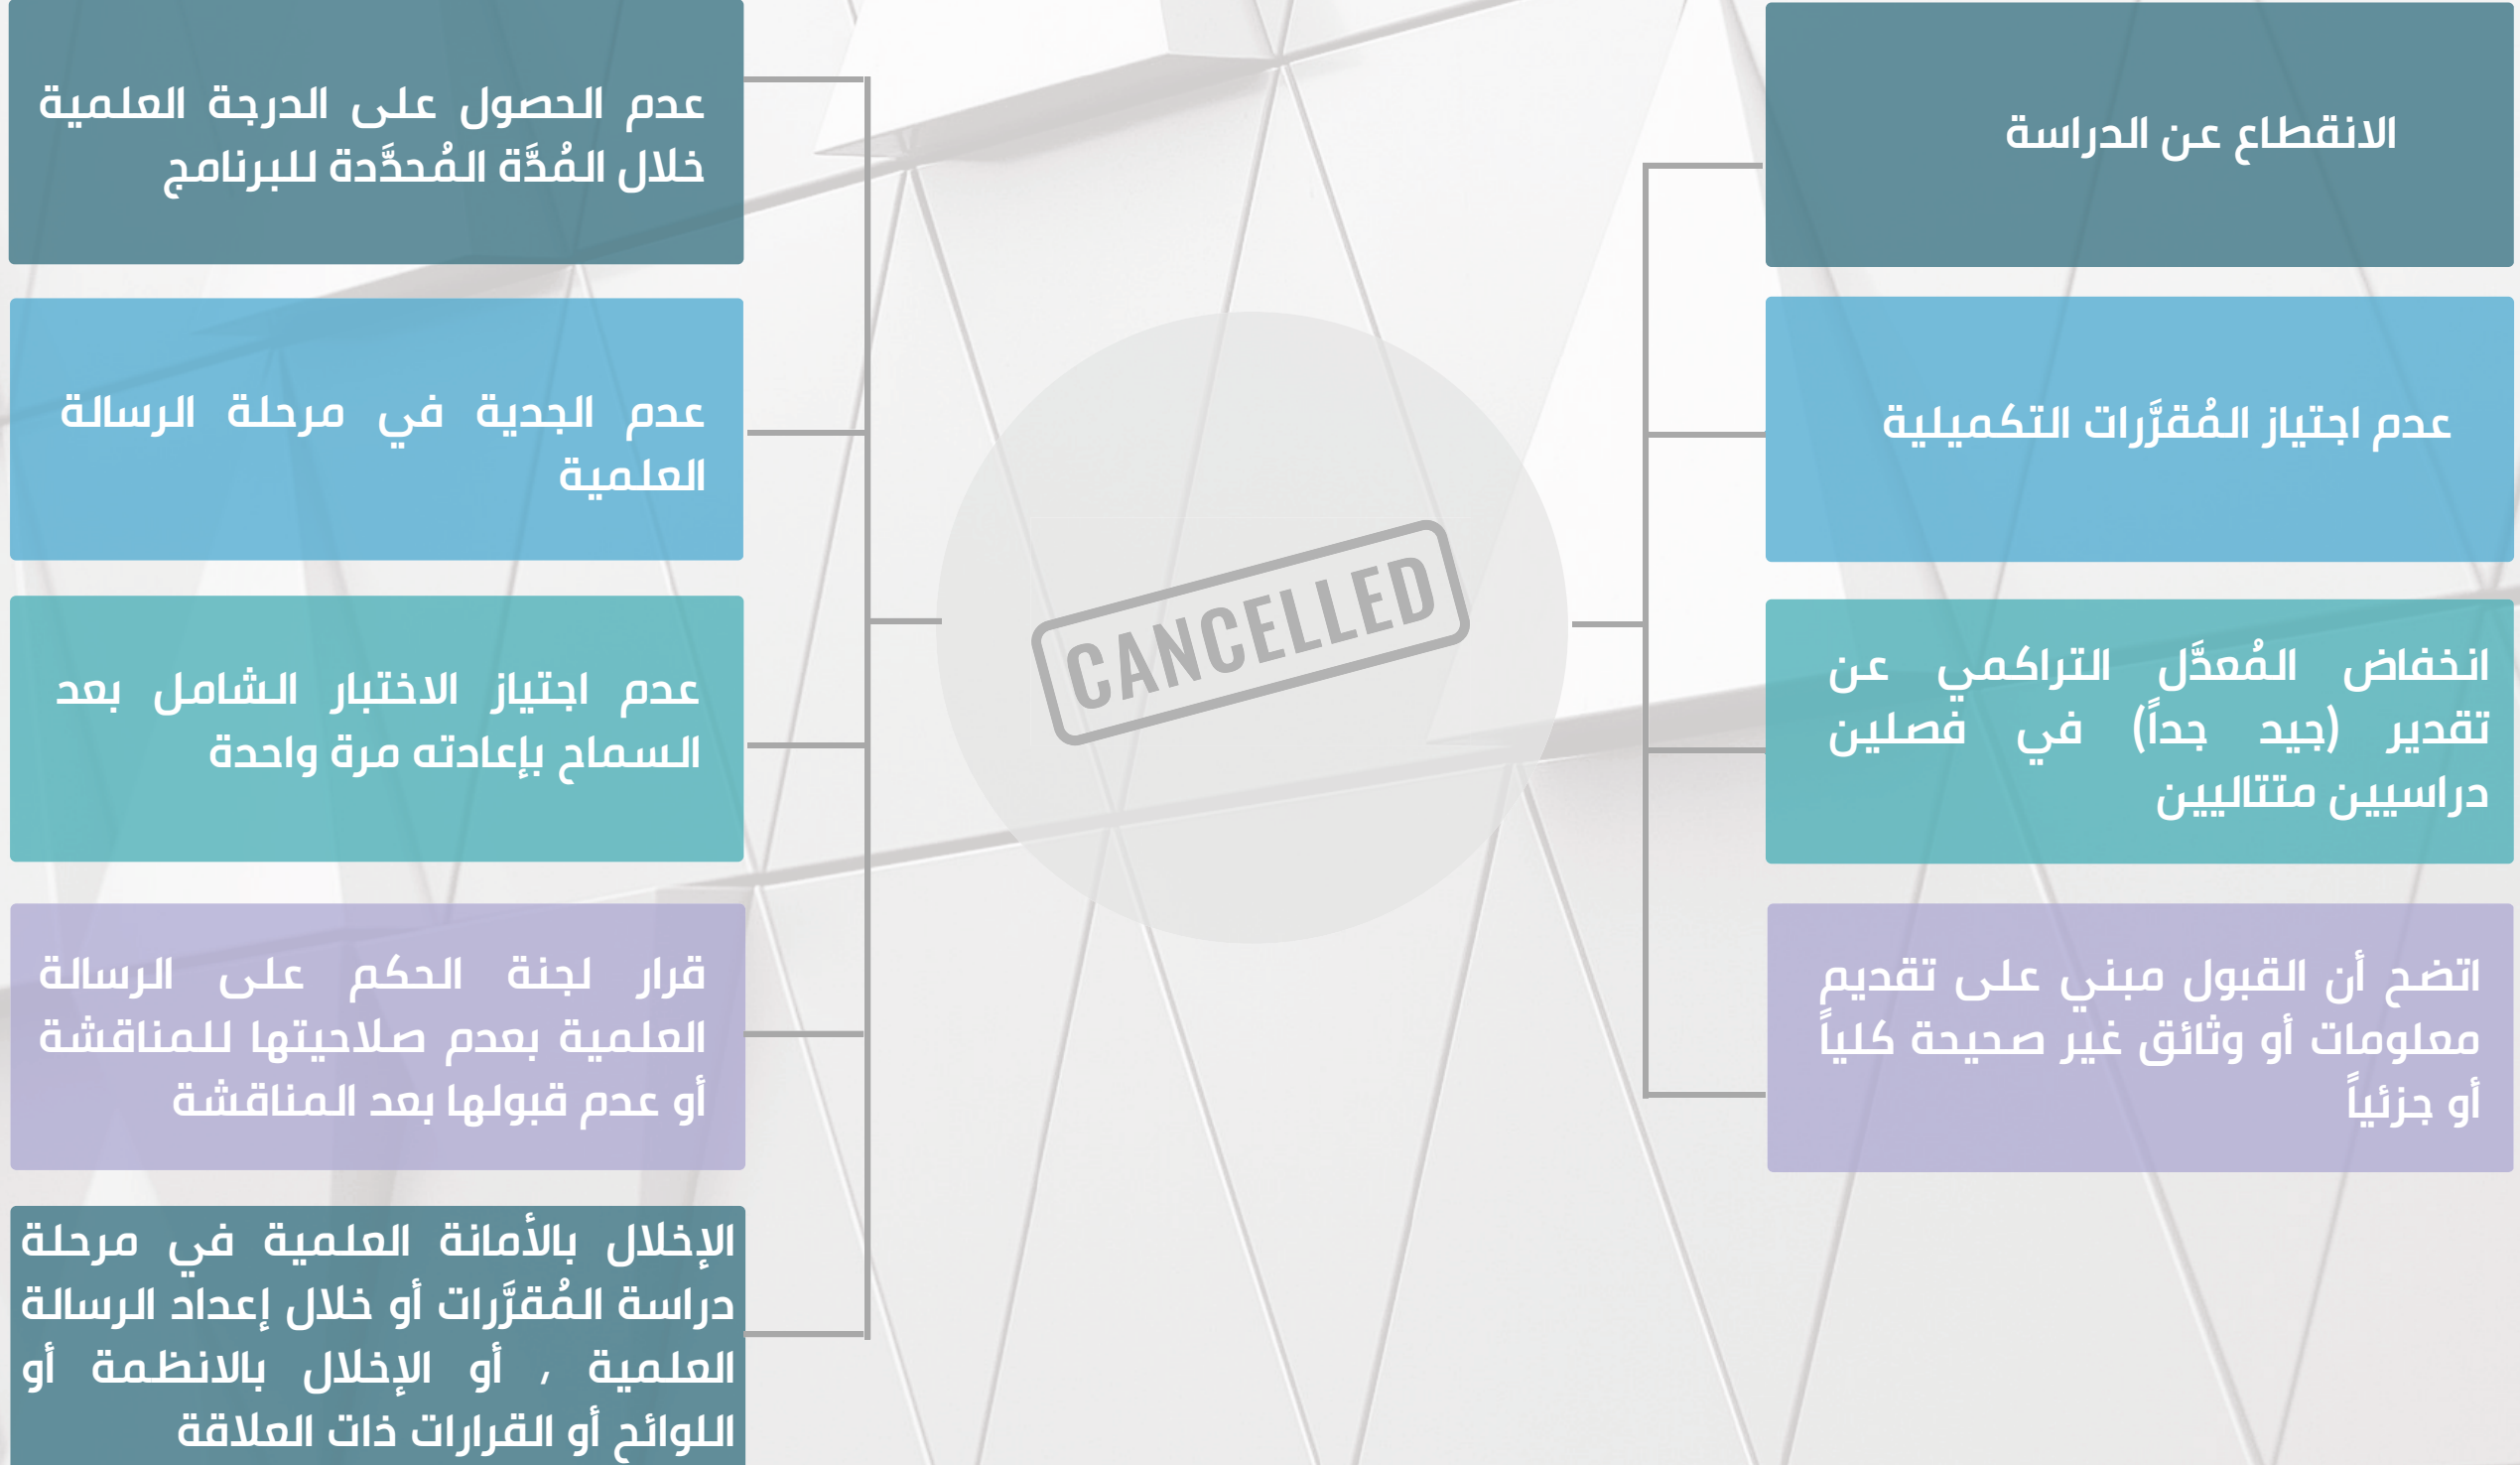 الانقطاع عن الدراسة
عدم اجتياز المُقرَّرات التكميلية
انخفاض المُعدَّل التراكمي عن
تقدير (جيد جداً) في فصلين
دراسيين متتاليين
اتضح أن القبول مبني على تقديم
معلومات أو وثائق غير صحيحة كلياً
أو جزئياً
CANCELLED
عدم الحصول على الدرجة العلمية
خلال المُدَّة المُحدَّدة للبرنامج
عدم الجدية في مرحلة الرسالة
العلمية
عدم اجتياز الاختبار الشامل بعد
السماح بإعادته مرة واحدة
قرار لجنة الحكم على الرسالة
العلمية بعدم صلاحيتها للمناقشة
أو عدم قبولها بعد المناقشة
الإخلال بالأمانة العلمية في مرحلة
دراسة المُقرَّرات أو خلال إعداد الرسالة
العلمية ، أو الإخلال بالانظمة أو
اللوائح أو القرارات ذات العلاقة